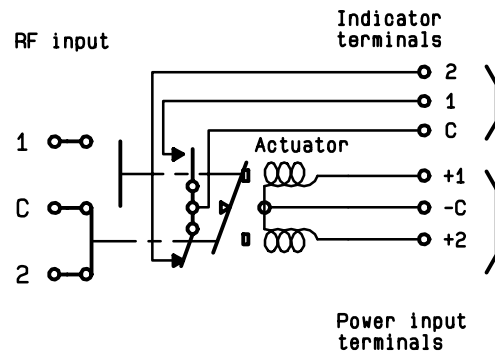 Indicator
terminals
RF input
2
1
C
Actuator
1
C
2
+1
-C
+2
Power input
terminals